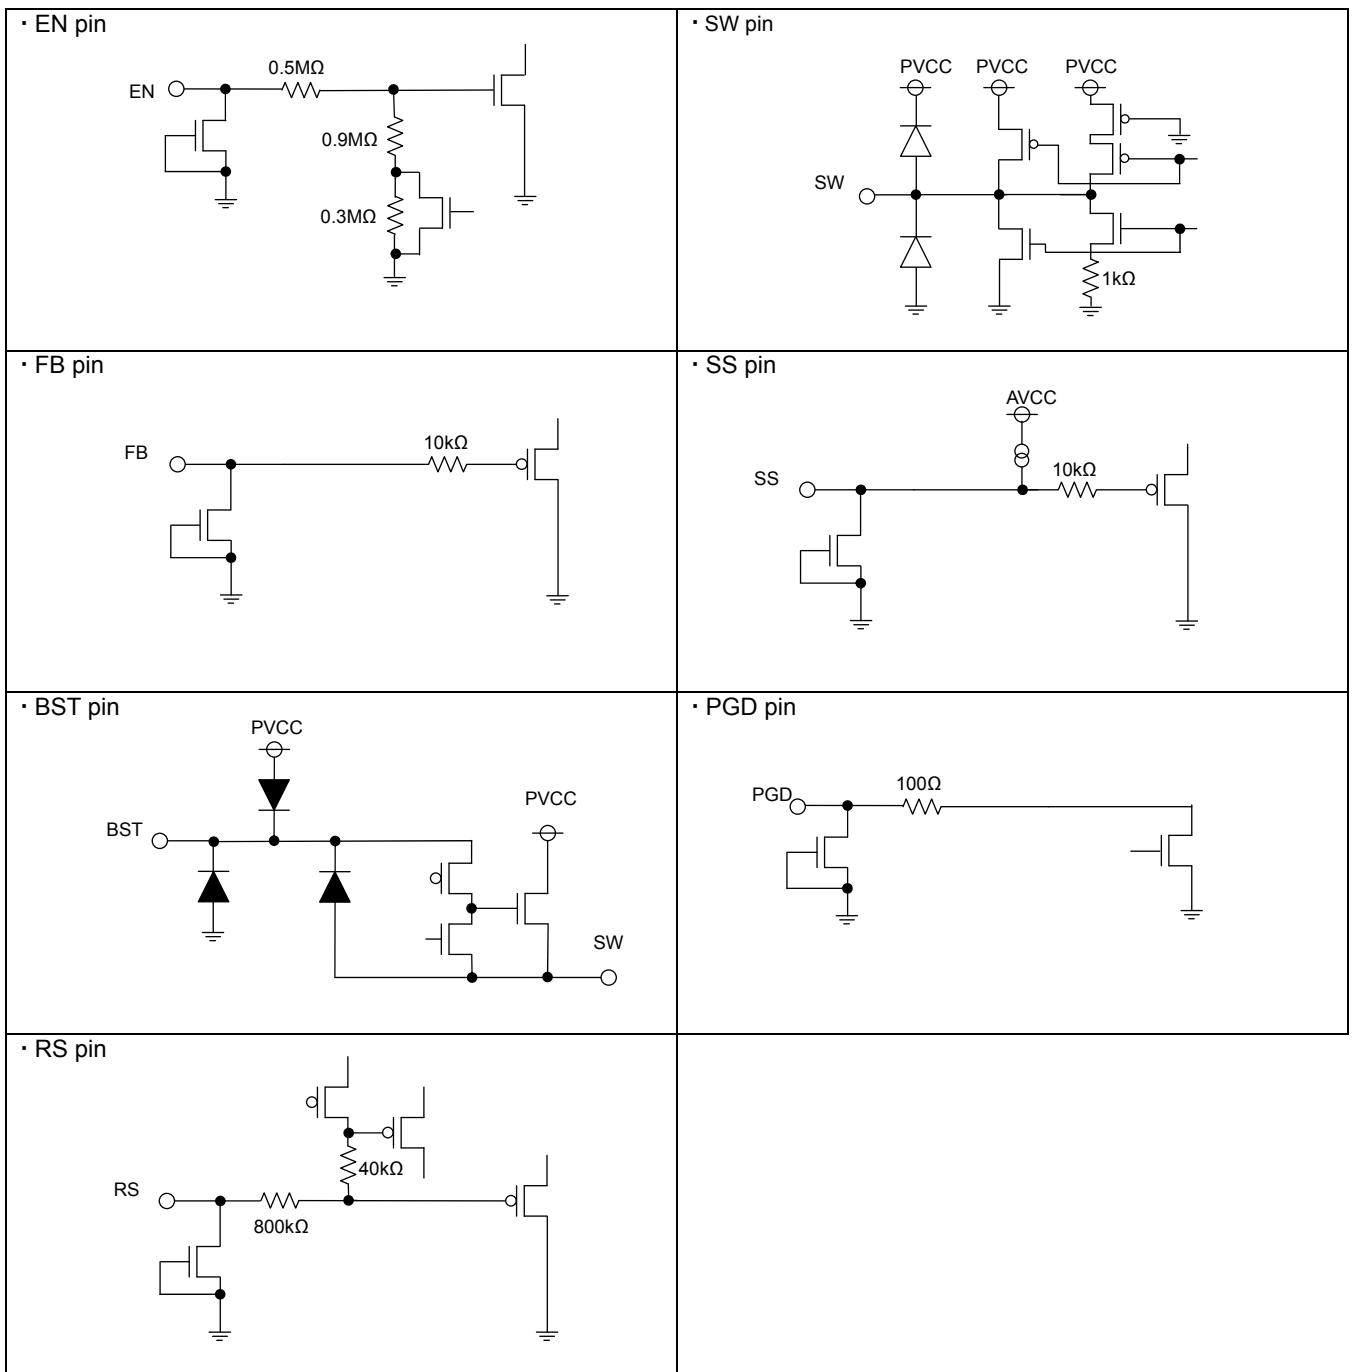 · EN pin
0.5MΩ
EN
0.9MΩ
0.3MΩ
· SW pin
PVCC PVCC PVCC
SW
1kΩ
· FB pin
10kΩ
FB
· SS pin
AVCC
10kΩ
SS
· BST pin
PVCC
PVCC
BST
SW
· PGD pin
100Ω
PGD
· RS pin
40kΩ
RS
800kΩ